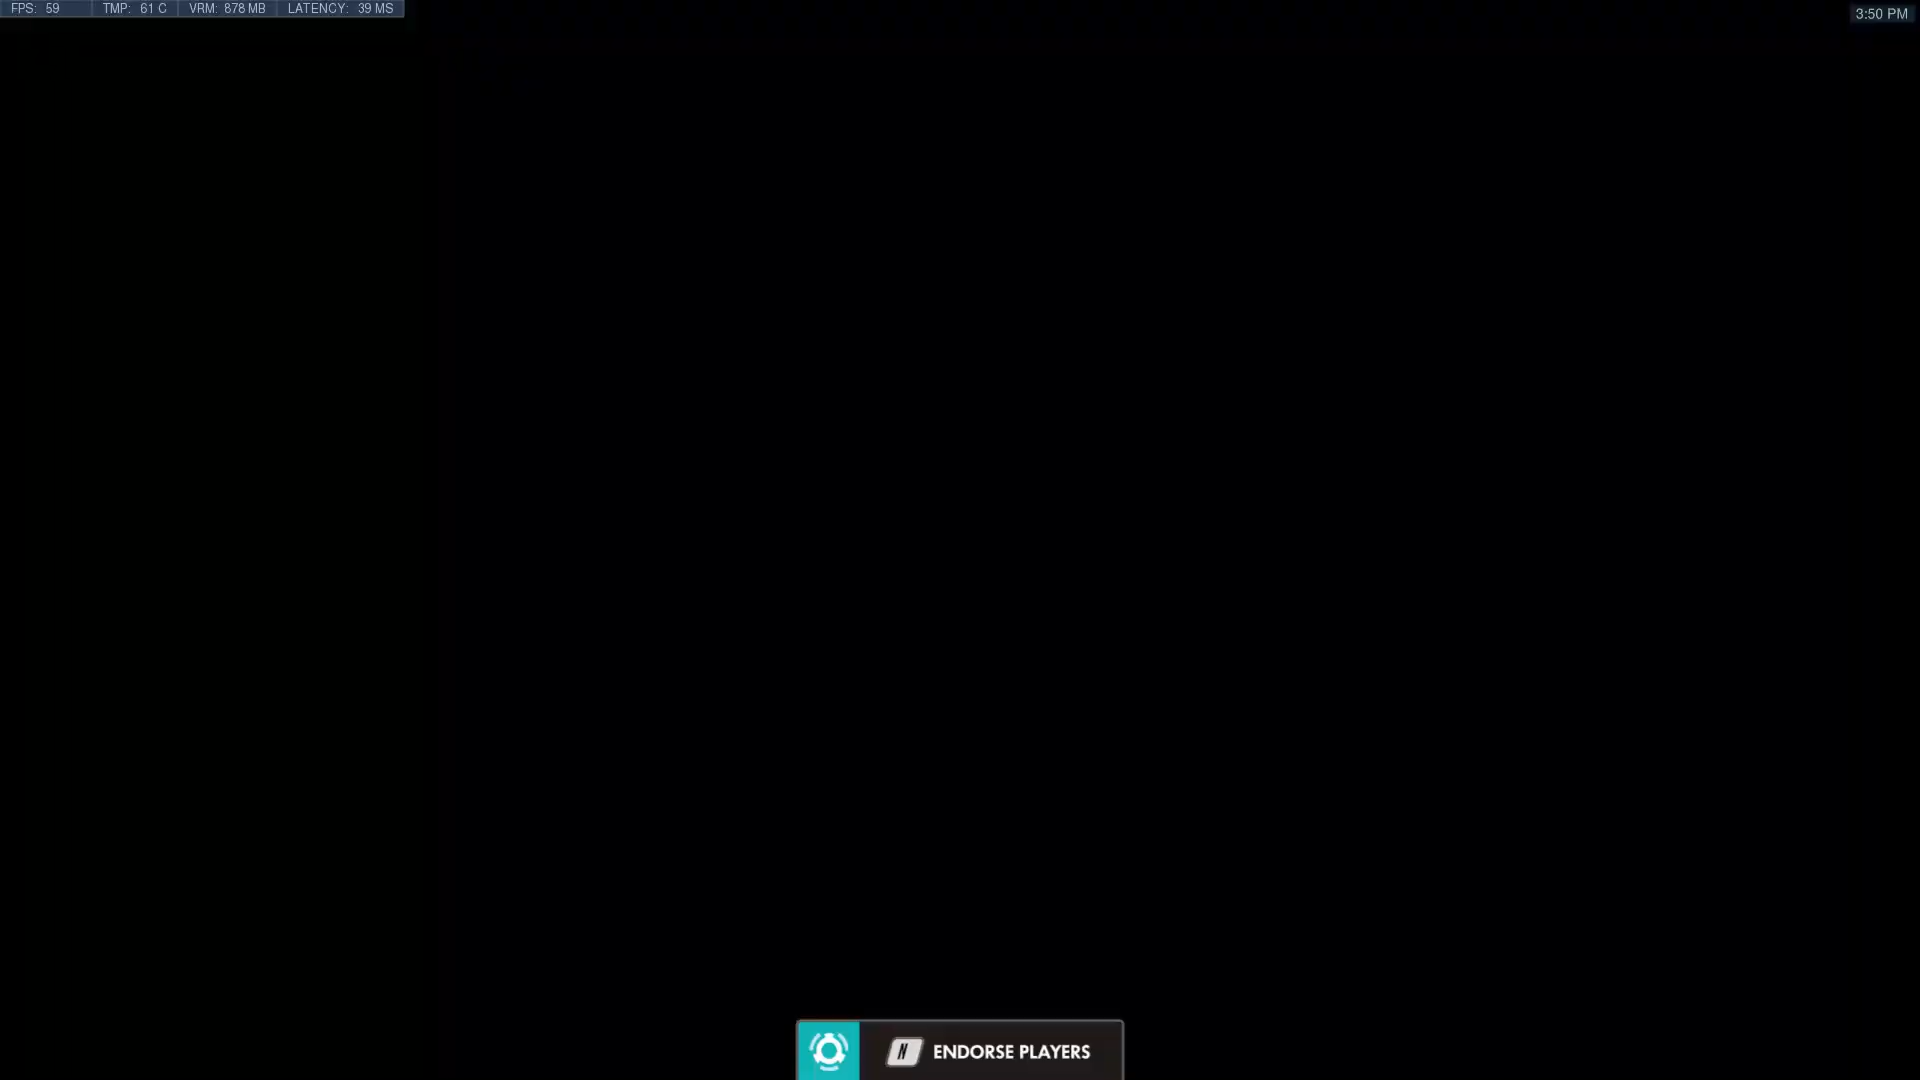 FPS: 59 TMP: 61 C VRM: 878 MB LATENCY: 39 MS
3:50 PM
N ENDORSE PLAYERS